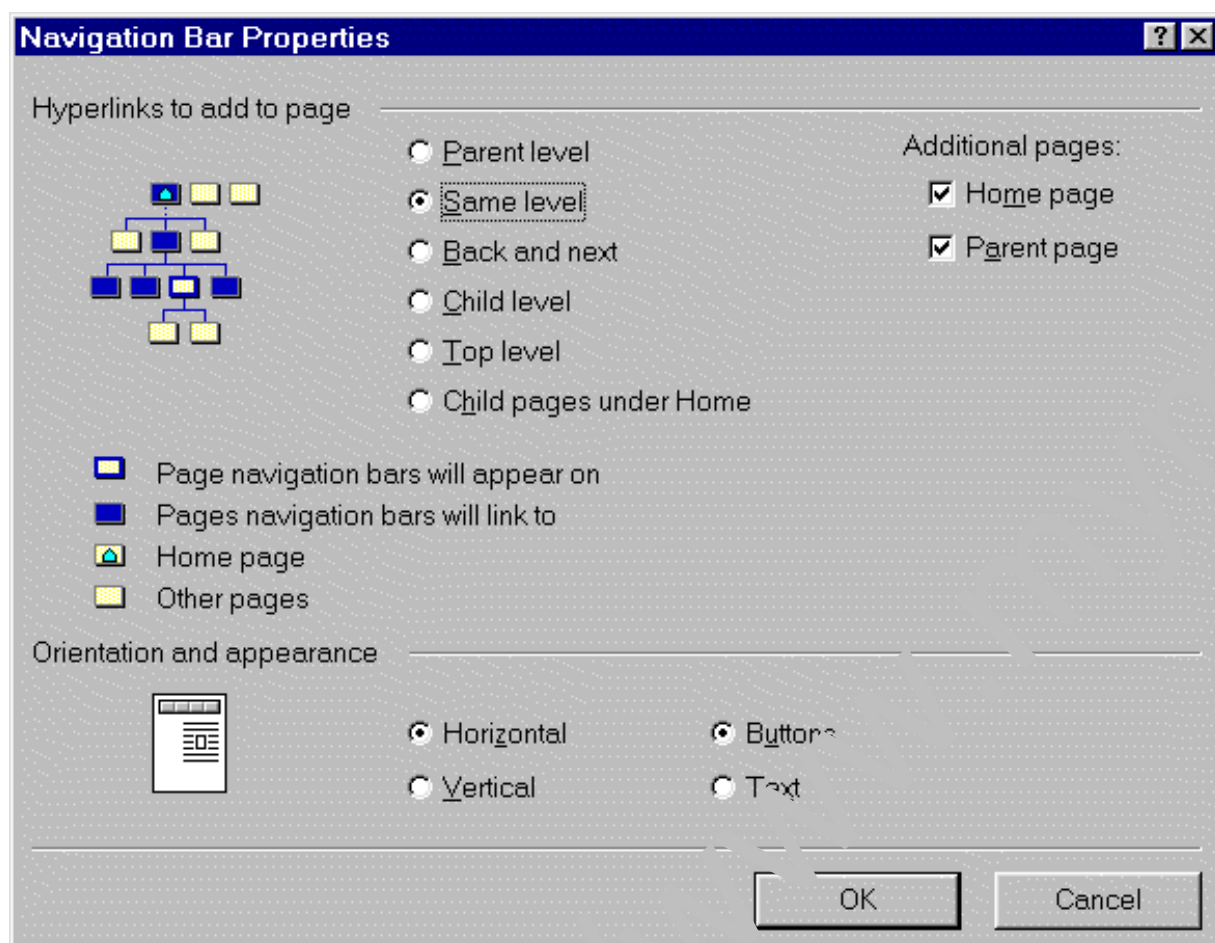 Navigation Bar Properties
Hyperlinks to add to page
Parent level
Same level
Back and next
Child level
Top level
Child pages under Home
Additional pages:
Home page
Parent page
Page navigation bars will appear on
Pages navigation bars will link to
Home page
Other pages
Orientation and appearance
Horizontal
Vertical
Buttons
Text
OK
Cancel